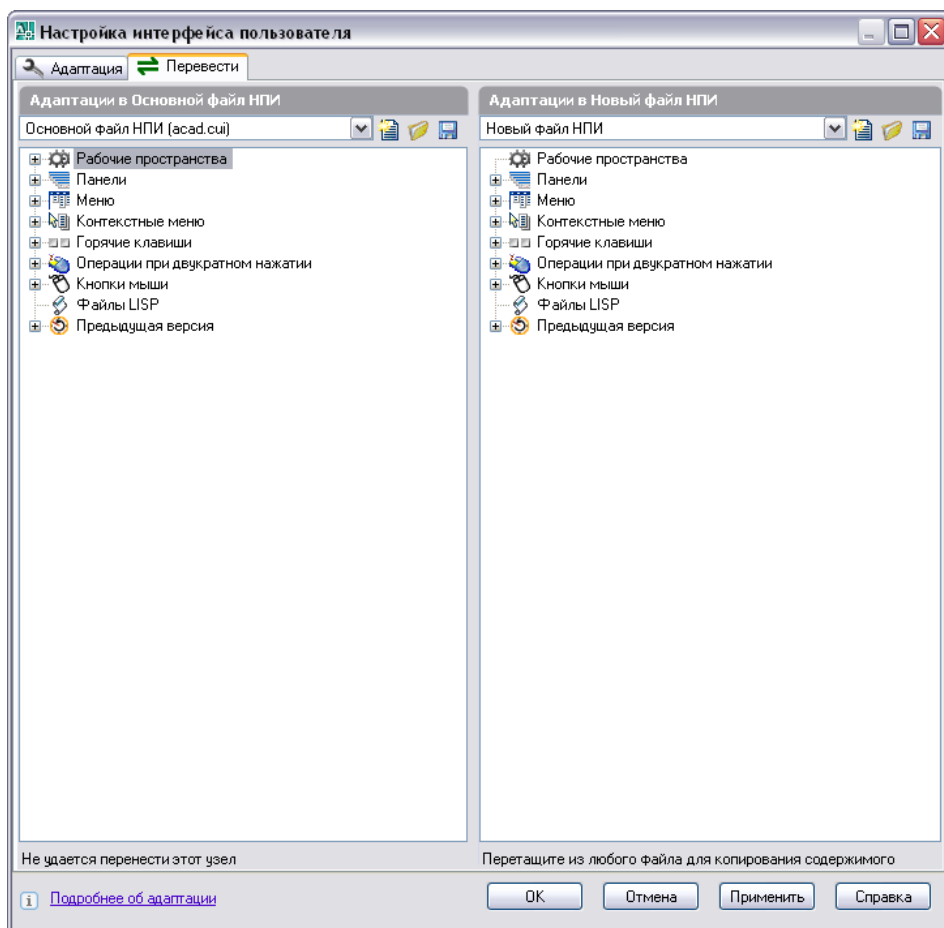 Настройка интерфейса пользователя
Адаптация
Перевести
Адаптации в Основной файл НПИ
Основной файл НПИ (acad.cui)
Рабочие пространства
Панели
Меню
Контекстные меню
Горячие клавиши
Операции при двукратном нажатии
Кнопки мыши
Файлы LISP
Предыдущая версия
Не удается перенести этот узел
Адаптации в Новый файл НПИ
Новый файл НПИ
Рабочие пространства
Панели
Меню
Контекстные меню
Горячие клавиши
Операции при двукратном нажатии
Кнопки мыши
Файлы LISP
Предыдущая версия
Перетащите из любого файла для копирования содержимого
Подробнее об адаптации
OK
Отмена
Применить
Справка